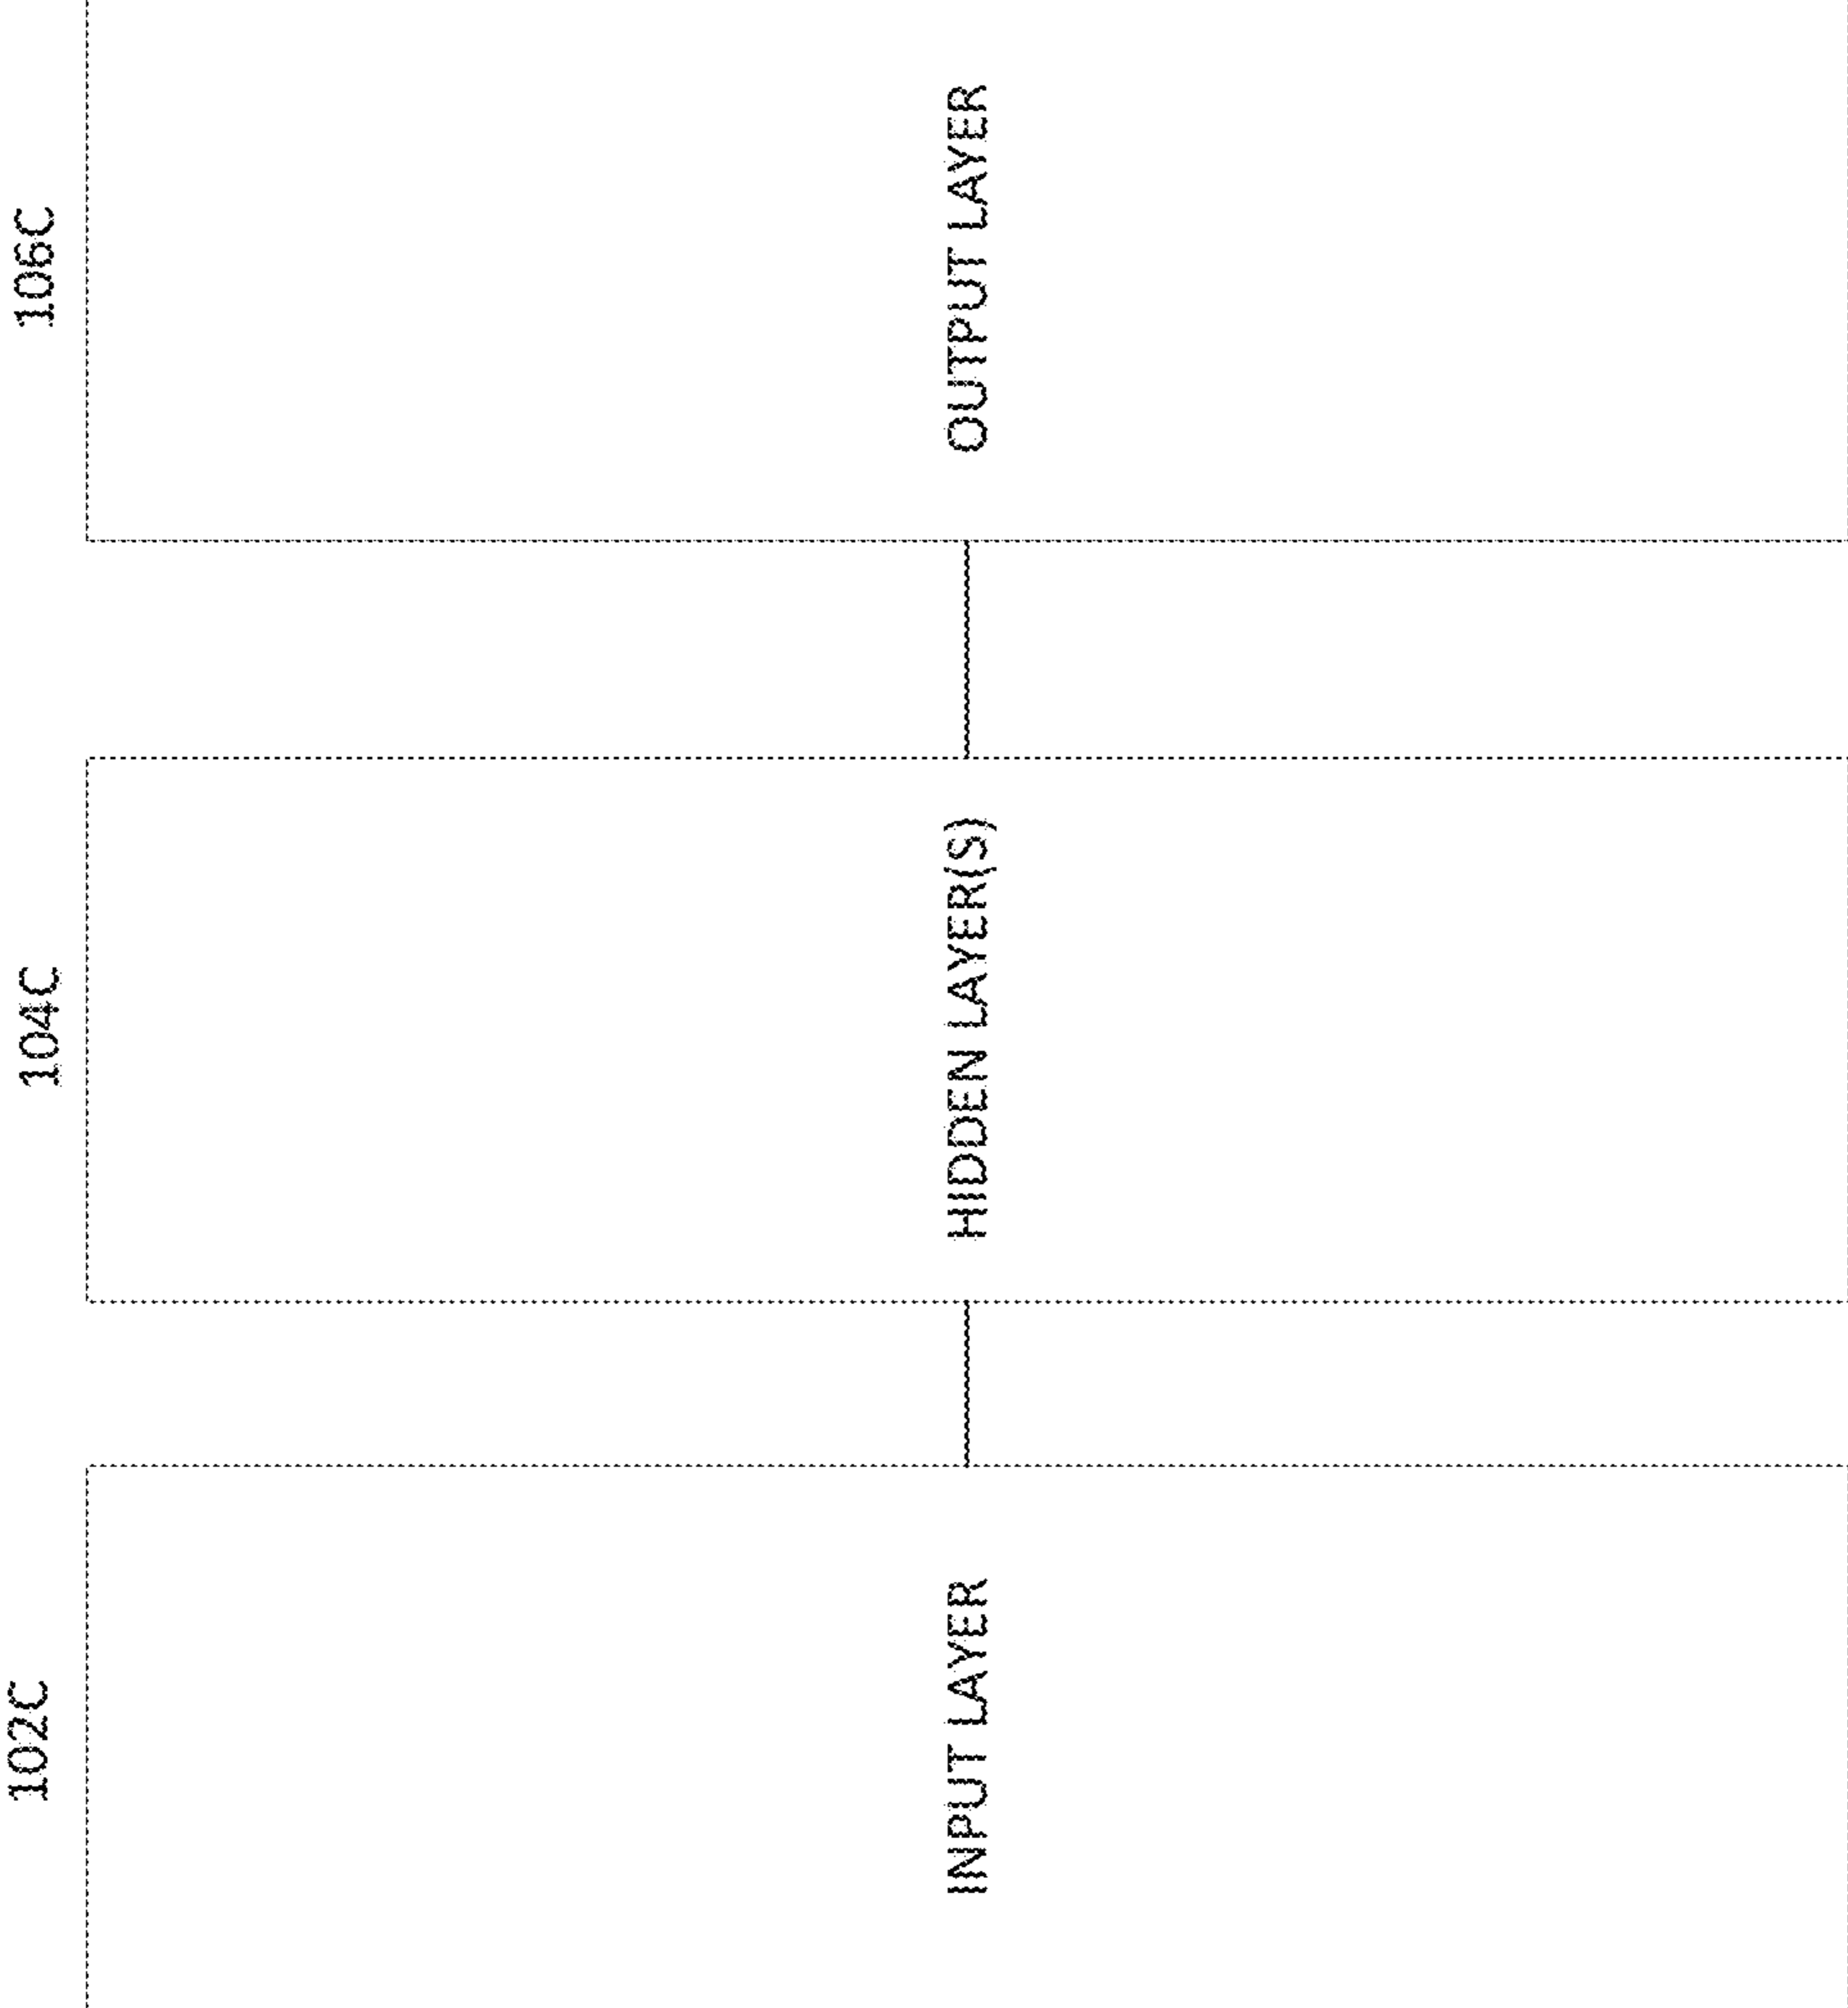 102C
104C
106C
INPUT LAYER
HIDDEN LAYER(S)
OUTPUT LAYER